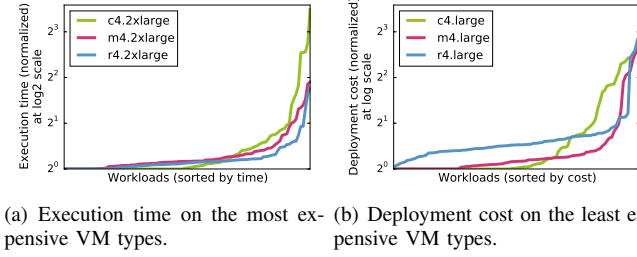 Execution time (normalized)
at log2 scale
2^3
2^2
2^1
2^0
c4.2xlarge
m4.2xlarge
r4.2xlarge
Workloads (sorted by time)
Deployment cost (normalized)
at log scale
2^3
2^2
2^1
2^0
c4.large
m4.large
r4.large
Workloads (sorted by cost)
(a) Execution time on the most ex-
pensive VM types.
(b) Deployment cost on the least e
pensive VM types.